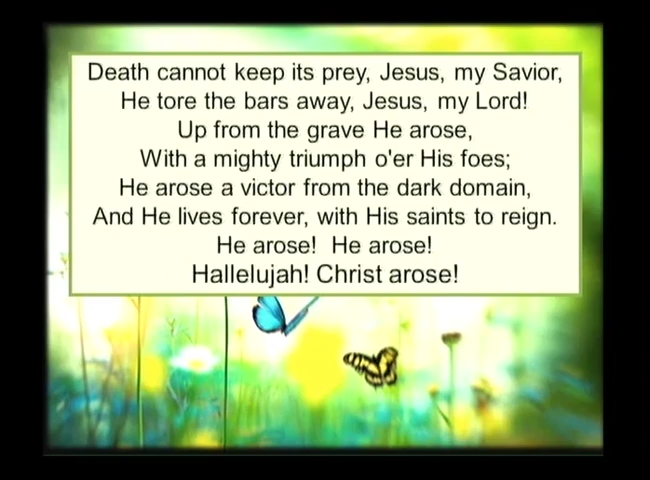 Death cannot keep its prey, Jesus, my Savior,
He tore the bars away, Jesus, my Lord!
Up from the grave He arose,
With a mighty triumph o'er His foes;
He arose a victor from the dark domain,
And He lives forever, with His saints to reign.
He arose!  He arose!
Hallelujah! Christ arose!